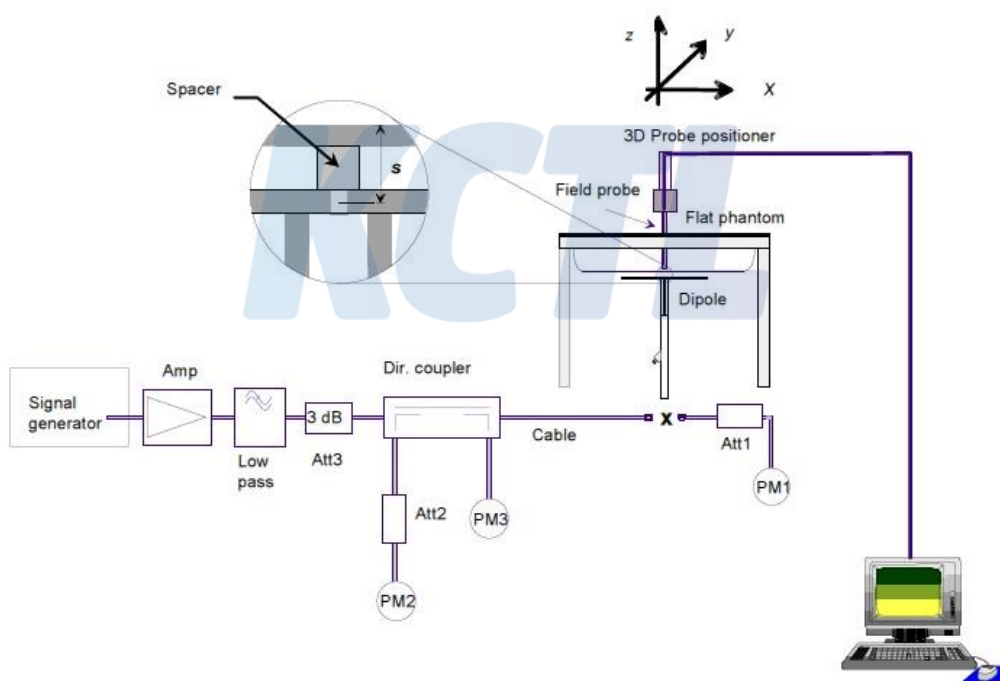 z
y
X
Spacer
s
3D Probe positioner
Field probe
Flat phantom
Dipole
KCTL
Signal
generator
Amp
Low
pass
3 dB
Att3
Dir. coupler
Att2
PM2
PM3
Cable
x
Att1
PM1